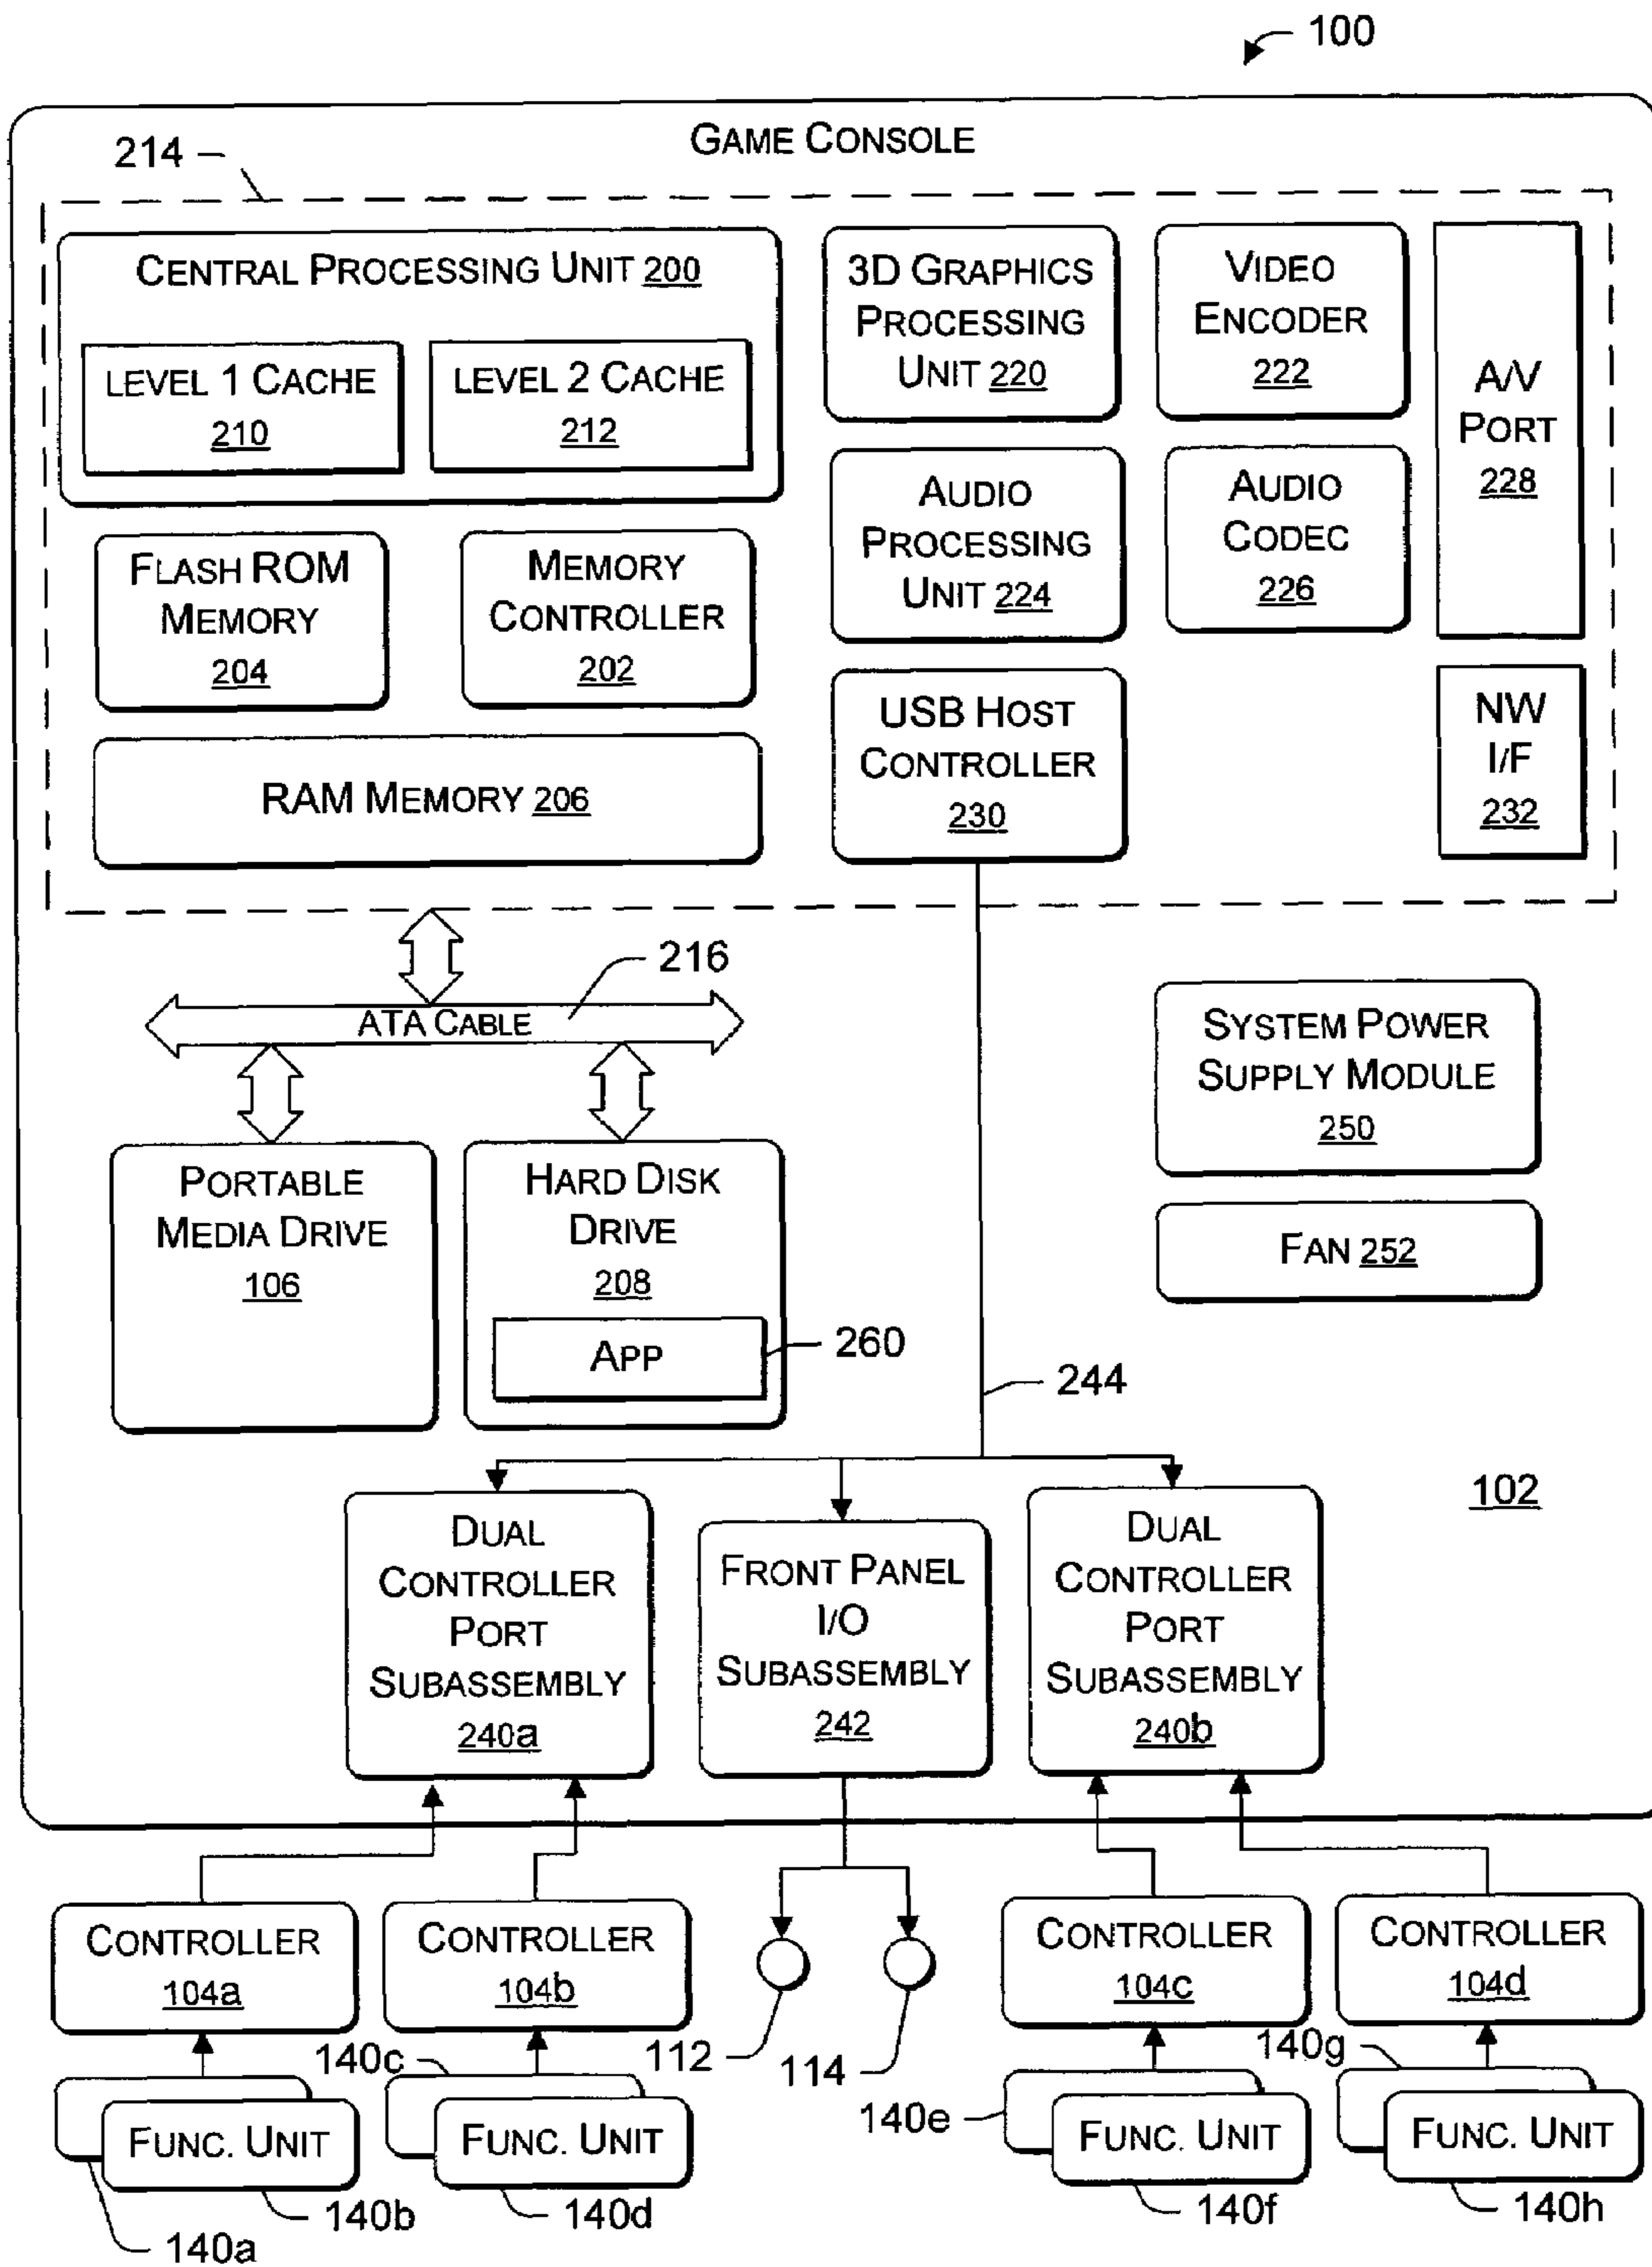 100
GAME CONSOLE
214
CENTRAL PROCESSING UNIT 200
LEVEL 1 CACHE
210
LEVEL 2 CACHE
212
3D GRAPHICS
PROCESSING
UNIT 220
VIDEO
ENCODER
222
A/V
PORT
228
FLASH ROM
MEMORY
204
MEMORY
CONTROLLER
202
AUDIO
PROCESSING
UNIT 224
AUDIO
CODEC
226
RAM MEMORY 206
USB HOST
CONTROLLER
230
NW
I/F
232
216
ATA CABLE
SYSTEM POWER
SUPPLY MODULE
250
PORTABLE
MEDIA DRIVE
106
HARD DISK
DRIVE
208
APP
260
FAN 252
244
102
DUAL
CONTROLLER
PORT
SUBASSEMBLY
240a
FRONT PANEL
I/O
SUBASSEMBLY
242
DUAL
CONTROLLER
PORT
SUBASSEMBLY
240b
CONTROLLER
104a
CONTROLLER
104b
112
114
CONTROLLER
104c
CONTROLLER
104d
140c
140g
FUNC. UNIT
FUNC. UNIT
140e
FUNC. UNIT
FUNC. UNIT
140b
140a
140d
140f
140h